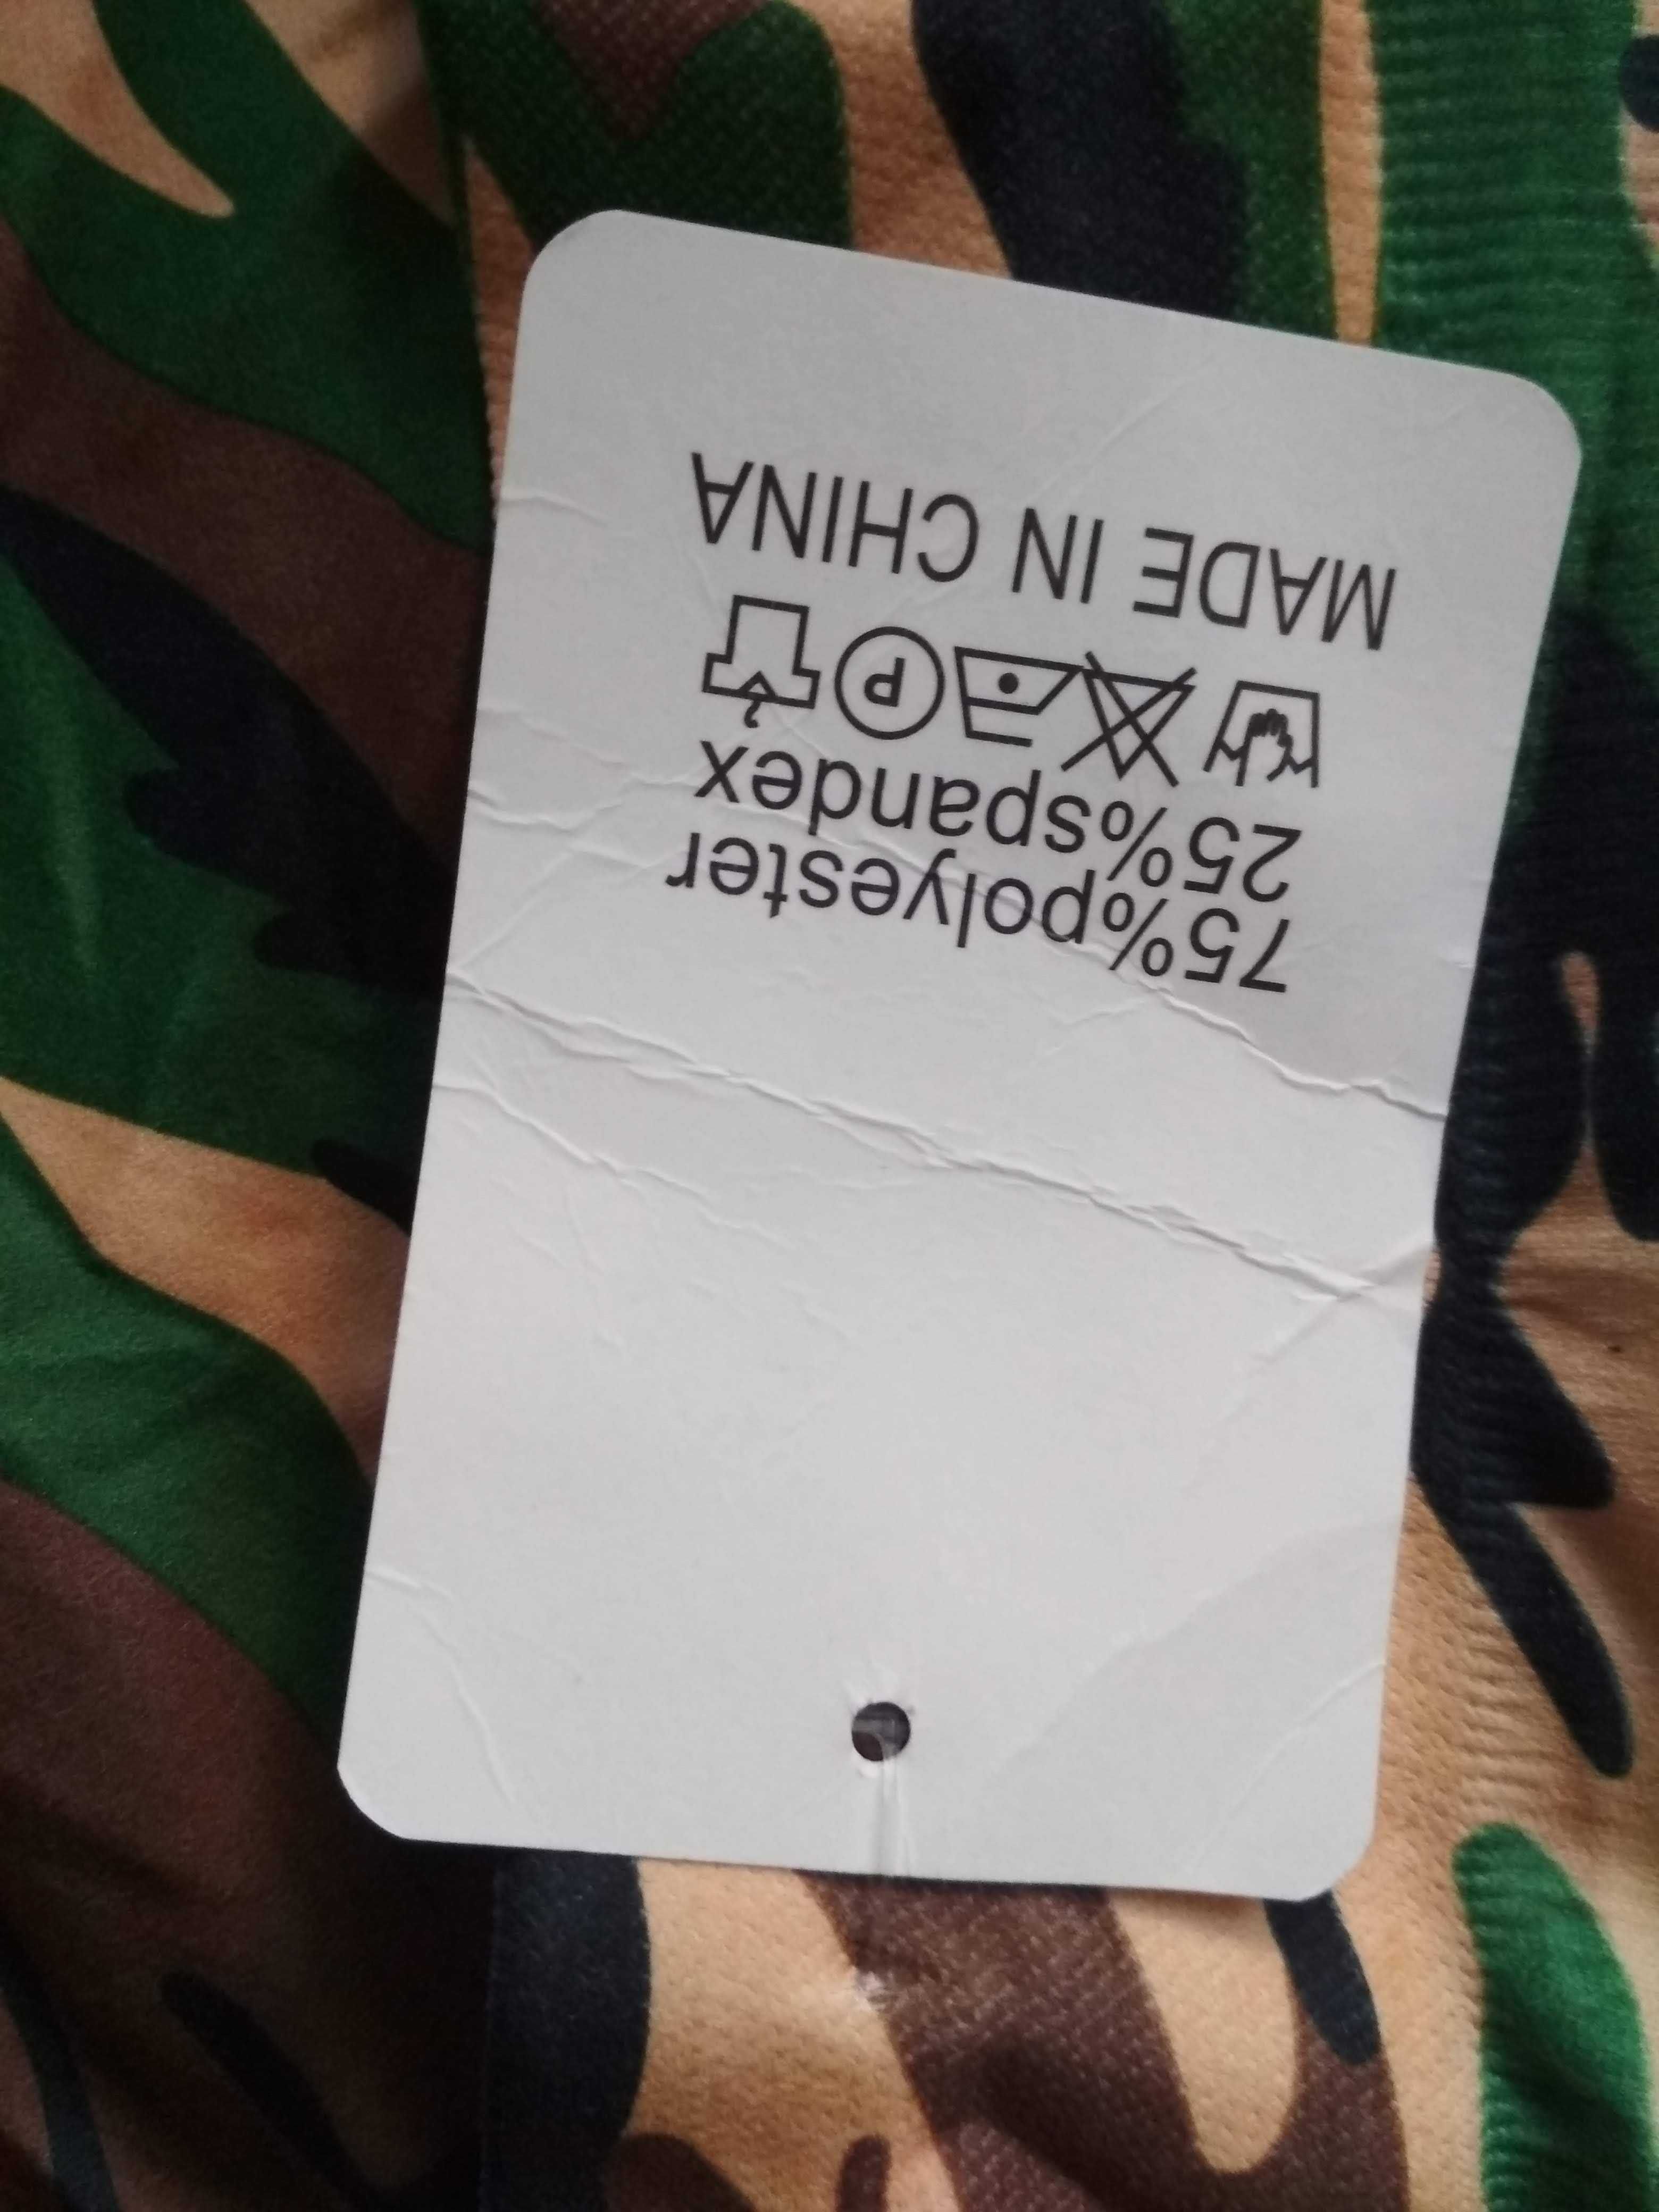 75%polyester
25%spandex
P
MADE IN CHINA